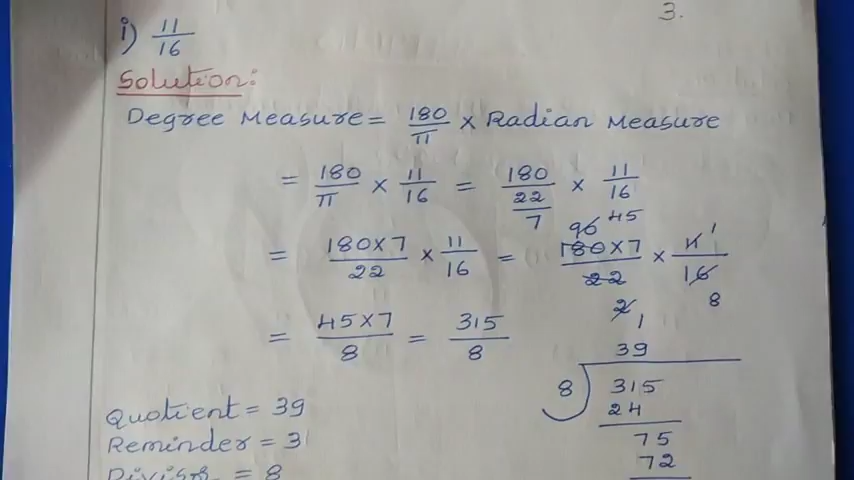 3.
i) 11/16
Solution:
Degree Measure = 180/π × Radian Measure
= 180/π × 11/16 = 180/(22/7) × 11/16
90 45
= 180×7/22 × 11/16 = 180×7/22 × 11/16
1
2 1
8
= 45×7/8 = 315/8
39
8 ) 315
24
75
72
Quotient = 39
Reminder = 3
Divisor = 8